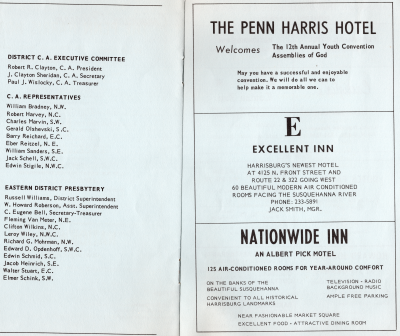 DISTRICT C. A. EXECUTIVE COMMITTEE
Robert R. Clayton, C. A. President
J. Clayton Sheridan, C. A. Secretary
Paul J. Wislocky, C. A. Treasurer
C. A. REPRESENTATIVES
William Bradney, N.W.
Robert Harvey, N.C.
Charles Marvin, S.W.
Gerald Olshevski, S.C.
Barry Reichard, E.C.
Eber Reitzel, N. E.
William Sanders, S.E.
Jack Schell, S.W.C.
Edwin Stigile, N.W.C.
EASTERN DISTRICT PRESBYTERY
Russell Williams, District Superintendent
W. Howard Roberson, Asst. Superintendent
C. Eugene Bell, Secretary-Treasurer
Fleming Van Meter, N.E.
Clifton Wilkins, N.C.
Leroy Wiley, N.W.C.
Richard G. Mohrman, N.W.
Edward D. Opdenhoff, S.W.C.
Edwin Schmid, S.C.
Jacob Heinrich, S.E.
Walter Stuart, E.C.
Elmer Schink, S.W.
THE PENN HARRIS HOTEL
Welcomes The 12th Annual Youth Convention
Assemblies of God
May you have a successful and enjoyable
convention. We will do all we can to
help make it a memorable one.
E
EXCELLENT INN
HARRISBURG'S NEWEST MOTEL
AT 4125 N. FRONT STREET AND
ROUTE 22 & 322 GOING WEST
60 BEAUTIFUL MODERN AIR CONDITIONED
ROOMS FACING THE SUSQUEHANNA RIVER
PHONE: 233-5891
JACK SMITH, MGR.
NATIONWIDE INN
AN ALBERT PICK MOTEL
125 AIR-CONDITIONED ROOMS FOR YEAR-AROUND COMFORT
ON THE BANKS OF THE
BEAUTIFUL SUSQUEHANNA
TELEVISION - RADIO
BACKGROUND MUSIC
CONVENIENT TO ALL HISTORICAL
HARRISBURG LANDMARKS
AMPLE FREE PARKING
NEAR FASHIONABLE MARKET SQUARE
EXCELLENT FOOD - ATTRACTIVE DINING ROOM